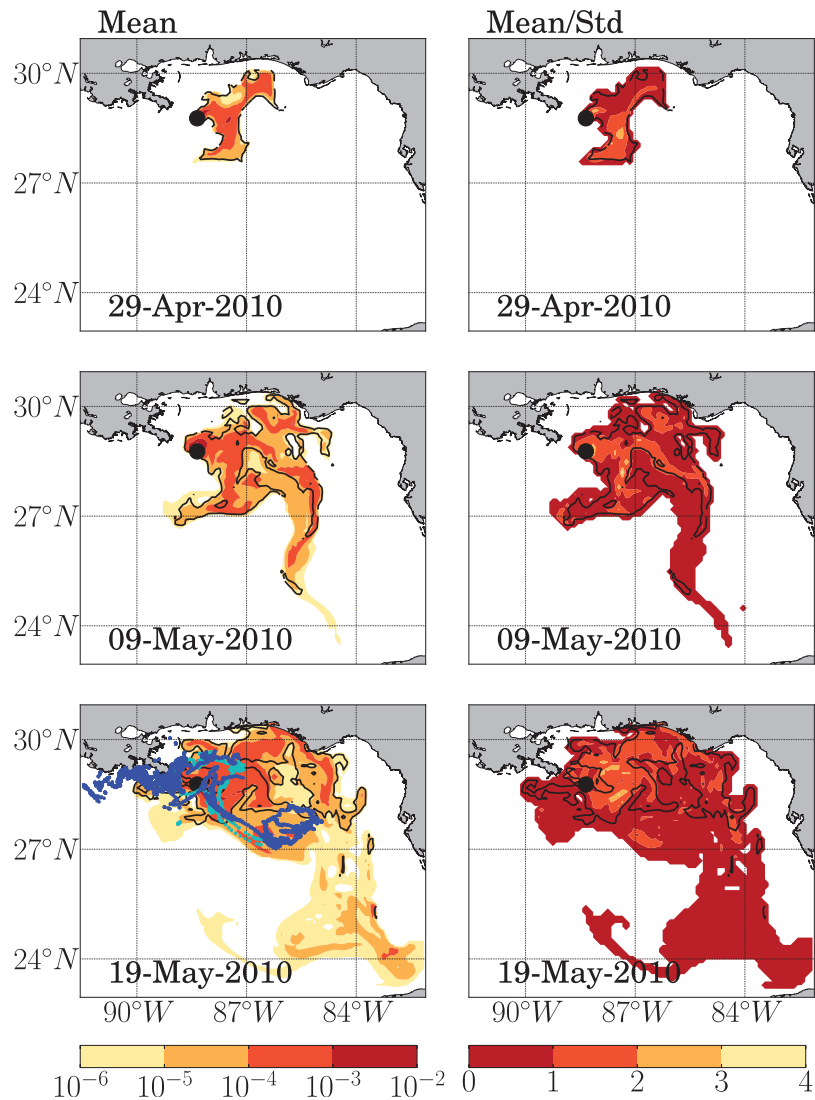 Mean Mean/Std
30°N
27°N
24°N
29-Apr-2010 29-Apr-2010
30°N
27°N
24°N
09-May-2010 09-May-2010
30°N
27°N
24°N
19-May-2010 19-May-2010
90°W 87°W 84°W 90°W 87°W 84°W
10⁻⁶ 10⁻⁵ 10⁻⁴ 10⁻³ 10⁻² 0 1 2 3 4